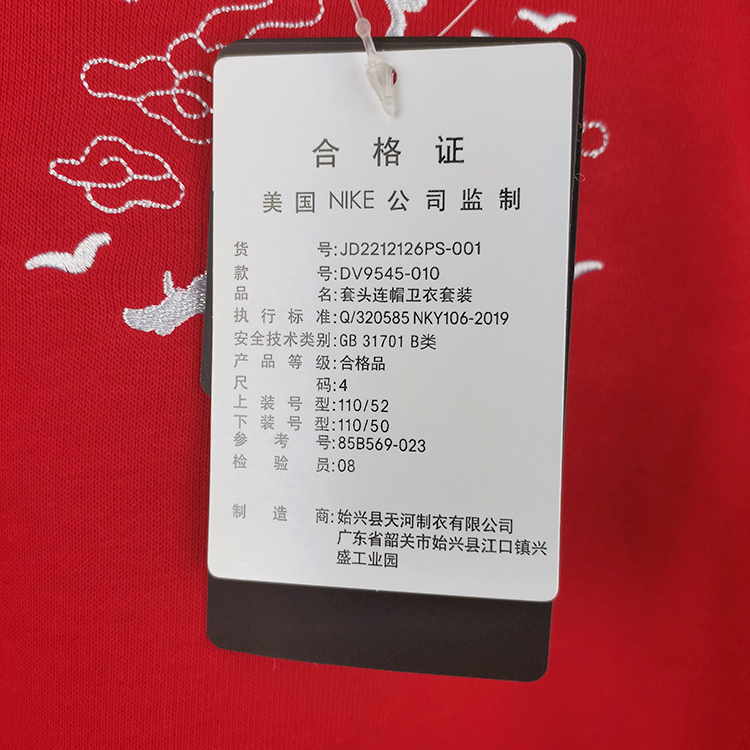 合格证
美国 NIKE 公司监制
货号:JD2212126PS-001
款号:DV9545-010
品名:套头连帽卫衣套装
执行标准:Q/320585 NKY106-2019
安全技术类别:GB 31701 B类
产品等级:合格品
尺码:4
上装号型:110/52
下装号型:110/50
参考号:85B569-023
检验员:08
制造商:始兴县天河制衣有限公司
广东省韶关市始兴县江口镇兴
盛工业园